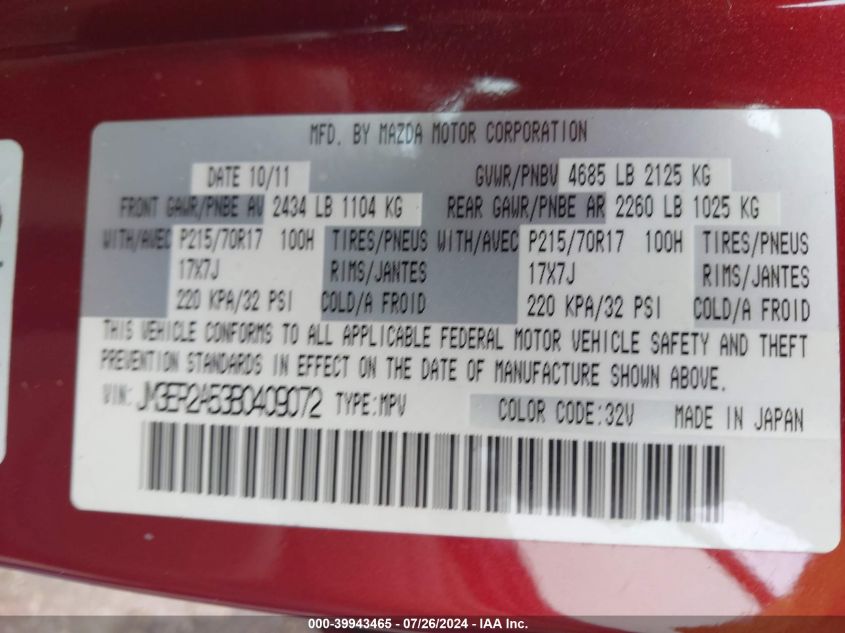 MFD. BY MAZDA MOTOR CORPORATION
DATE 10/11 GVWR/PNBV 4685 LB 2125 KG
FRONT GAWR/PNBE AV 2434 LB 1104 KG REAR GAWR/PNBE AR 2260 LB 1025 KG
WITH/AVEC P215/70R17 100H TIRES/PNEUS WITH/AVEC P215/70R17 100H TIRES/PNEUS
17X7J RIMS/JANTES 17X7J RIMS/JANTES
220 KPA/32 PSI COLD/A FROID 220 KPA/32 PSI COLD/A FROID
THIS VEHICLE CONFORMS TO ALL APPLICABLE FEDERAL MOTOR VEHICLE SAFETY AND THEFT
PREVENTION STANDARDS IN EFFECT ON THE DATE OF MANUFACTURE SHOWN ABOVE.
VIN: JM3ER2A53B0409072 TYPE:MPV COLOR CODE:32V MADE IN JAPAN
000-39943465 - 07/26/2024 - IAA Inc.